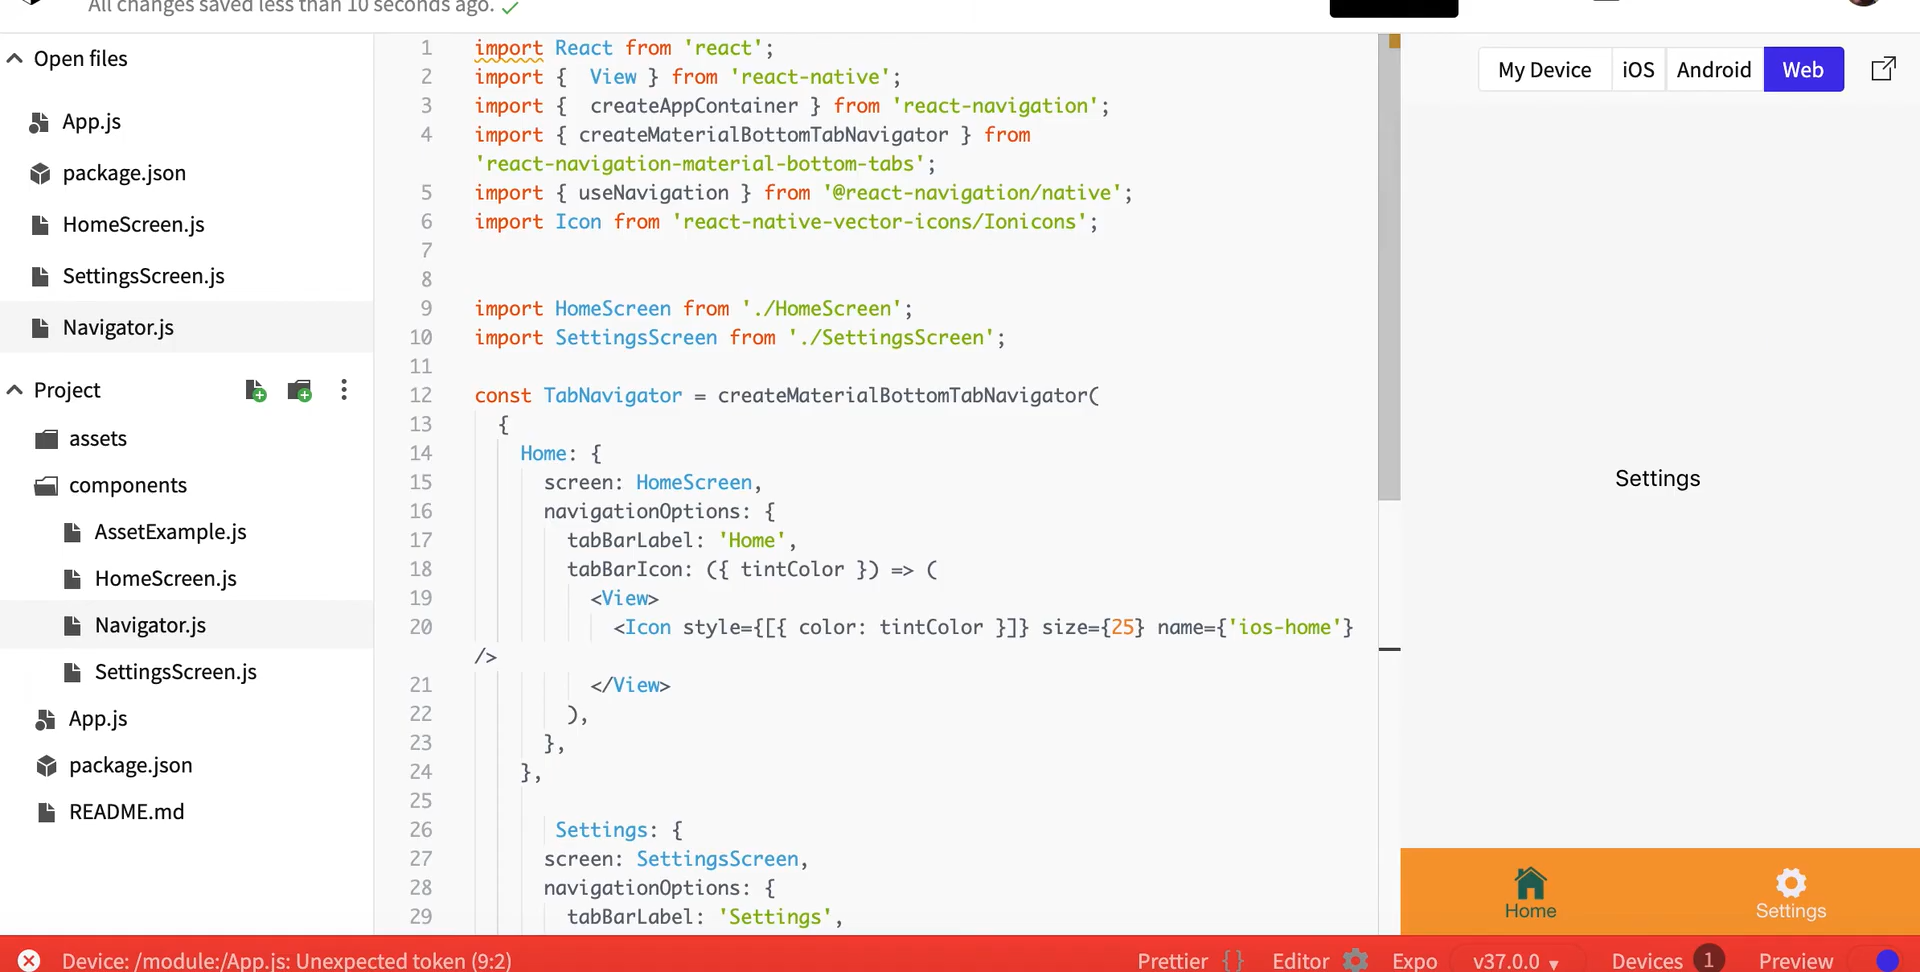 All changes saved less than 10 seconds ago.
Open files
App.js
package.json
HomeScreen.js
SettingsScreen.js
Navigator.js
Project
assets
components
AssetExample.js
HomeScreen.js
Navigator.js
SettingsScreen.js
App.js
package.json
README.md
1 import React from 'react';
2 import {  View } from 'react-native';
3 import {  createAppContainer } from 'react-navigation';
4 import { createMaterialBottomTabNavigator } from
'react-navigation-material-bottom-tabs';
5 import { useNavigation } from '@react-navigation/native';
6 import Icon from 'react-native-vector-icons/Ionicons';
7
8
9 import HomeScreen from './HomeScreen';
10 import SettingsScreen from './SettingsScreen';
11
12 const TabNavigator = createMaterialBottomTabNavigator(
13   {
14     Home: {
15       screen: HomeScreen,
16       navigationOptions: {
17         tabBarLabel: 'Home',
18         tabBarIcon: ({ tintColor }) => (
19           <View>
20             <Icon style={[{ color: tintColor }]} size={25} name={'ios-home'}
/>
21           </View>
22         ),
23       },
24     },
25
26        Settings: {
27       screen: SettingsScreen,
28       navigationOptions: {
29         tabBarLabel: 'Settings',
My Device iOS Android Web
Settings
Home Settings
Device: /module:/App.js: Unexpected token (9:2) Prettier { } Editor Expo v37.0.0 ▾ Devices 1 Preview